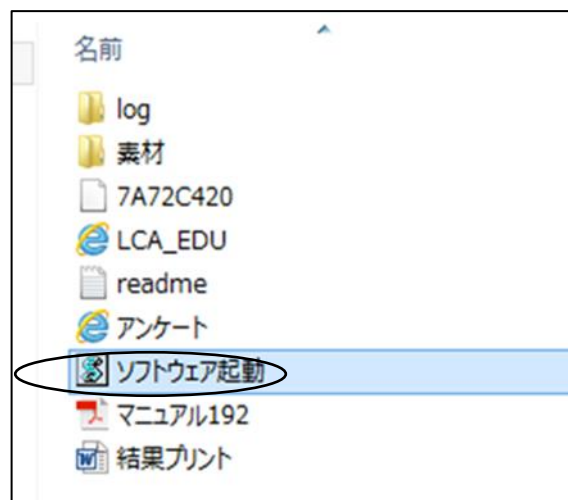 名前
log
素材
7A72C420
LCA_EDU
readme
アンケート
ソフトウェア起動
マニュアル192
結果プリント